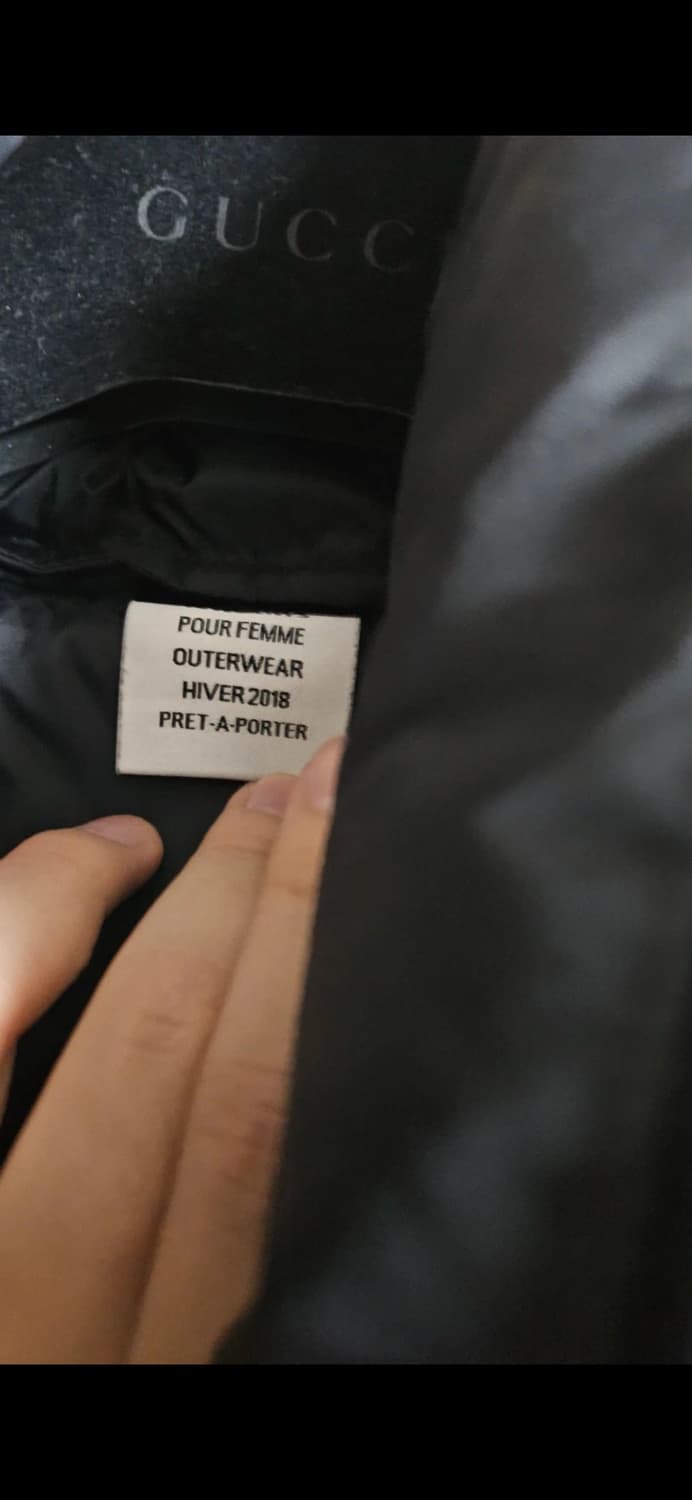 GUCC
POUR FEMME
OUTERWEAR
HIVER 2018
PRET-A-PORTER